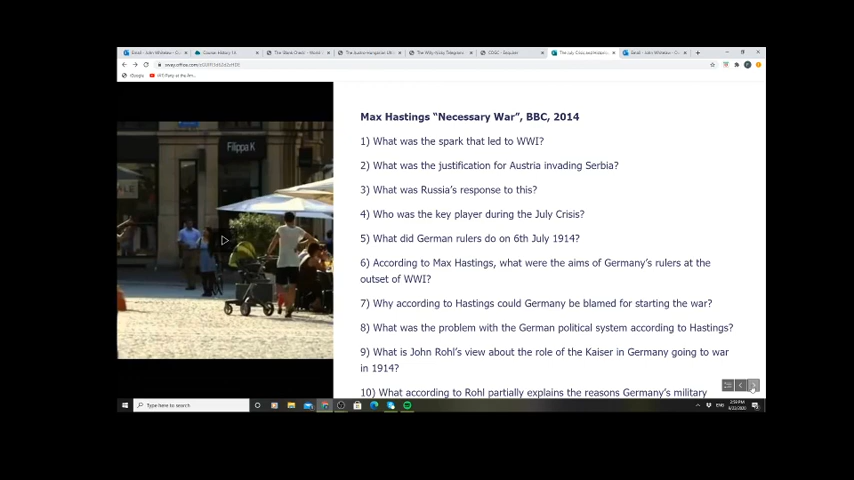 Google
Filippa K
Max Hastings “Necessary War”, BBC, 2014
1) What was the spark that led to WWI?
2) What was the justification for Austria invading Serbia?
3) What was Russia’s response to this?
4) Who was the key player during the July Crisis?
5) What did German rulers do on 6th July 1914?
6) According to Max Hastings, what were the aims of Germany’s rulers at the
outset of WWI?
7) Why according to Hastings could Germany be blamed for starting the war?
8) What was the problem with the German political system according to Hastings?
9) What is John Rohl’s view about the role of the Kaiser in Germany going to war
in 1914?
10) What according to Rohl partially explains the reasons Germany’s military
Type here to search